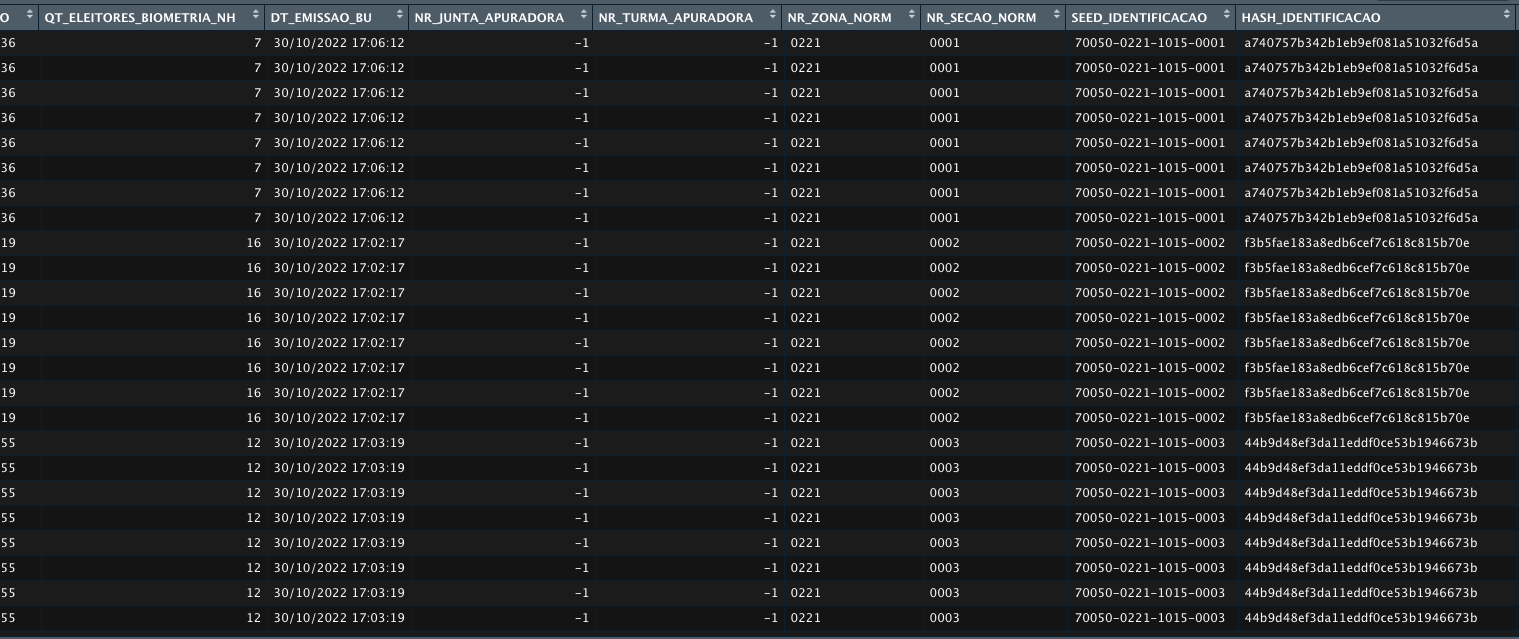 O QT_ELEITORES_BIOMETRIA_NH DT_EMISSAO_BU NR_JUNTA_APURADORA NR_TURMA_APURADORA NR_ZONA_NORM NR_SECAO_NORM SEED_IDENTIFICACAO HASH_IDENTIFICACAO
36 7 30/10/2022 17:06:12 -1 -1 0221 0001 70050-0221-1015-0001 a740757b342b1eb9ef081a51032f6d5a
36 7 30/10/2022 17:06:12 -1 -1 0221 0001 70050-0221-1015-0001 a740757b342b1eb9ef081a51032f6d5a
36 7 30/10/2022 17:06:12 -1 -1 0221 0001 70050-0221-1015-0001 a740757b342b1eb9ef081a51032f6d5a
36 7 30/10/2022 17:06:12 -1 -1 0221 0001 70050-0221-1015-0001 a740757b342b1eb9ef081a51032f6d5a
36 7 30/10/2022 17:06:12 -1 -1 0221 0001 70050-0221-1015-0001 a740757b342b1eb9ef081a51032f6d5a
36 7 30/10/2022 17:06:12 -1 -1 0221 0001 70050-0221-1015-0001 a740757b342b1eb9ef081a51032f6d5a
36 7 30/10/2022 17:06:12 -1 -1 0221 0001 70050-0221-1015-0001 a740757b342b1eb9ef081a51032f6d5a
36 7 30/10/2022 17:06:12 -1 -1 0221 0001 70050-0221-1015-0001 a740757b342b1eb9ef081a51032f6d5a
19 16 30/10/2022 17:02:17 -1 -1 0221 0002 70050-0221-1015-0002 f3b5fae183a8edb6cef7c618c815b70e
19 16 30/10/2022 17:02:17 -1 -1 0221 0002 70050-0221-1015-0002 f3b5fae183a8edb6cef7c618c815b70e
19 16 30/10/2022 17:02:17 -1 -1 0221 0002 70050-0221-1015-0002 f3b5fae183a8edb6cef7c618c815b70e
19 16 30/10/2022 17:02:17 -1 -1 0221 0002 70050-0221-1015-0002 f3b5fae183a8edb6cef7c618c815b70e
19 16 30/10/2022 17:02:17 -1 -1 0221 0002 70050-0221-1015-0002 f3b5fae183a8edb6cef7c618c815b70e
19 16 30/10/2022 17:02:17 -1 -1 0221 0002 70050-0221-1015-0002 f3b5fae183a8edb6cef7c618c815b70e
19 16 30/10/2022 17:02:17 -1 -1 0221 0002 70050-0221-1015-0002 f3b5fae183a8edb6cef7c618c815b70e
19 16 30/10/2022 17:02:17 -1 -1 0221 0002 70050-0221-1015-0002 f3b5fae183a8edb6cef7c618c815b70e
55 12 30/10/2022 17:03:19 -1 -1 0221 0003 70050-0221-1015-0003 44b9d48ef3da11eddf0ce53b1946673b
55 12 30/10/2022 17:03:19 -1 -1 0221 0003 70050-0221-1015-0003 44b9d48ef3da11eddf0ce53b1946673b
55 12 30/10/2022 17:03:19 -1 -1 0221 0003 70050-0221-1015-0003 44b9d48ef3da11eddf0ce53b1946673b
55 12 30/10/2022 17:03:19 -1 -1 0221 0003 70050-0221-1015-0003 44b9d48ef3da11eddf0ce53b1946673b
55 12 30/10/2022 17:03:19 -1 -1 0221 0003 70050-0221-1015-0003 44b9d48ef3da11eddf0ce53b1946673b
55 12 30/10/2022 17:03:19 -1 -1 0221 0003 70050-0221-1015-0003 44b9d48ef3da11eddf0ce53b1946673b
55 12 30/10/2022 17:03:19 -1 -1 0221 0003 70050-0221-1015-0003 44b9d48ef3da11eddf0ce53b1946673b
55 12 30/10/2022 17:03:19 -1 -1 0221 0003 70050-0221-1015-0003 44b9d48ef3da11eddf0ce53b1946673b